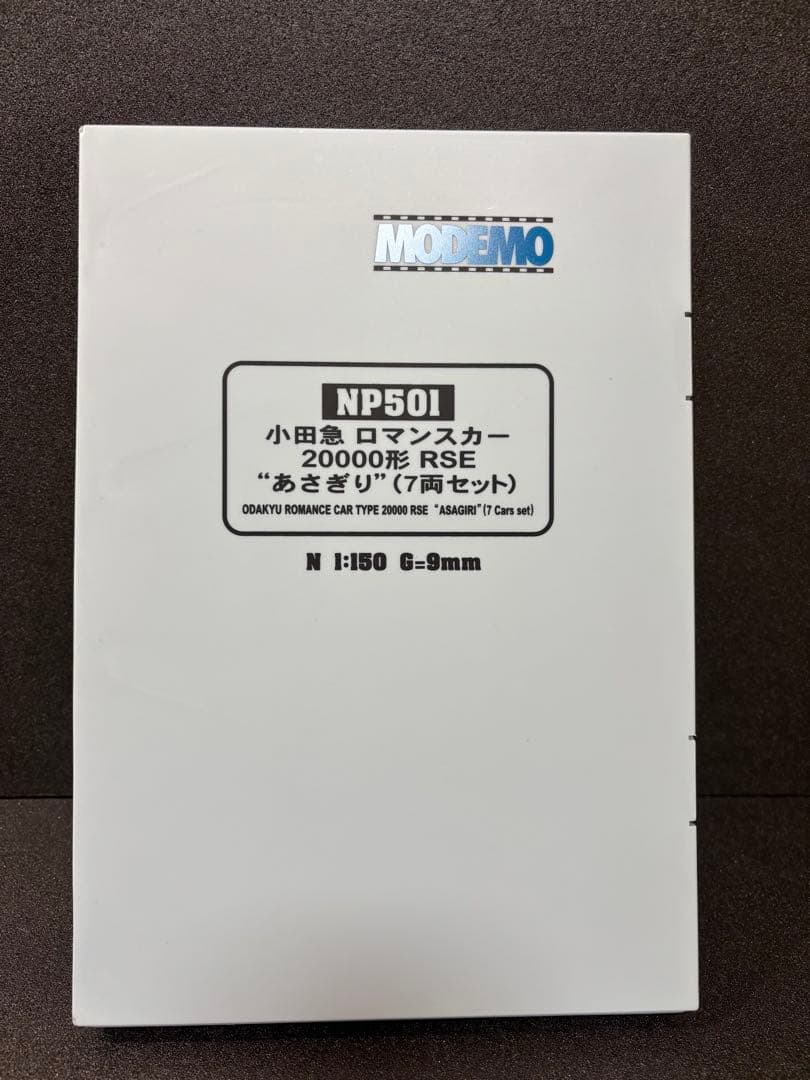 MODEMO
NP501
小田急 ロマンスカー
20000形 RSE
“あさぎり”(7両セット)
ODAKYU ROMANCE CAR TYPE 20000 RSE “ASAGIRI”(7 Cars set)
N 1:150 G=9mm